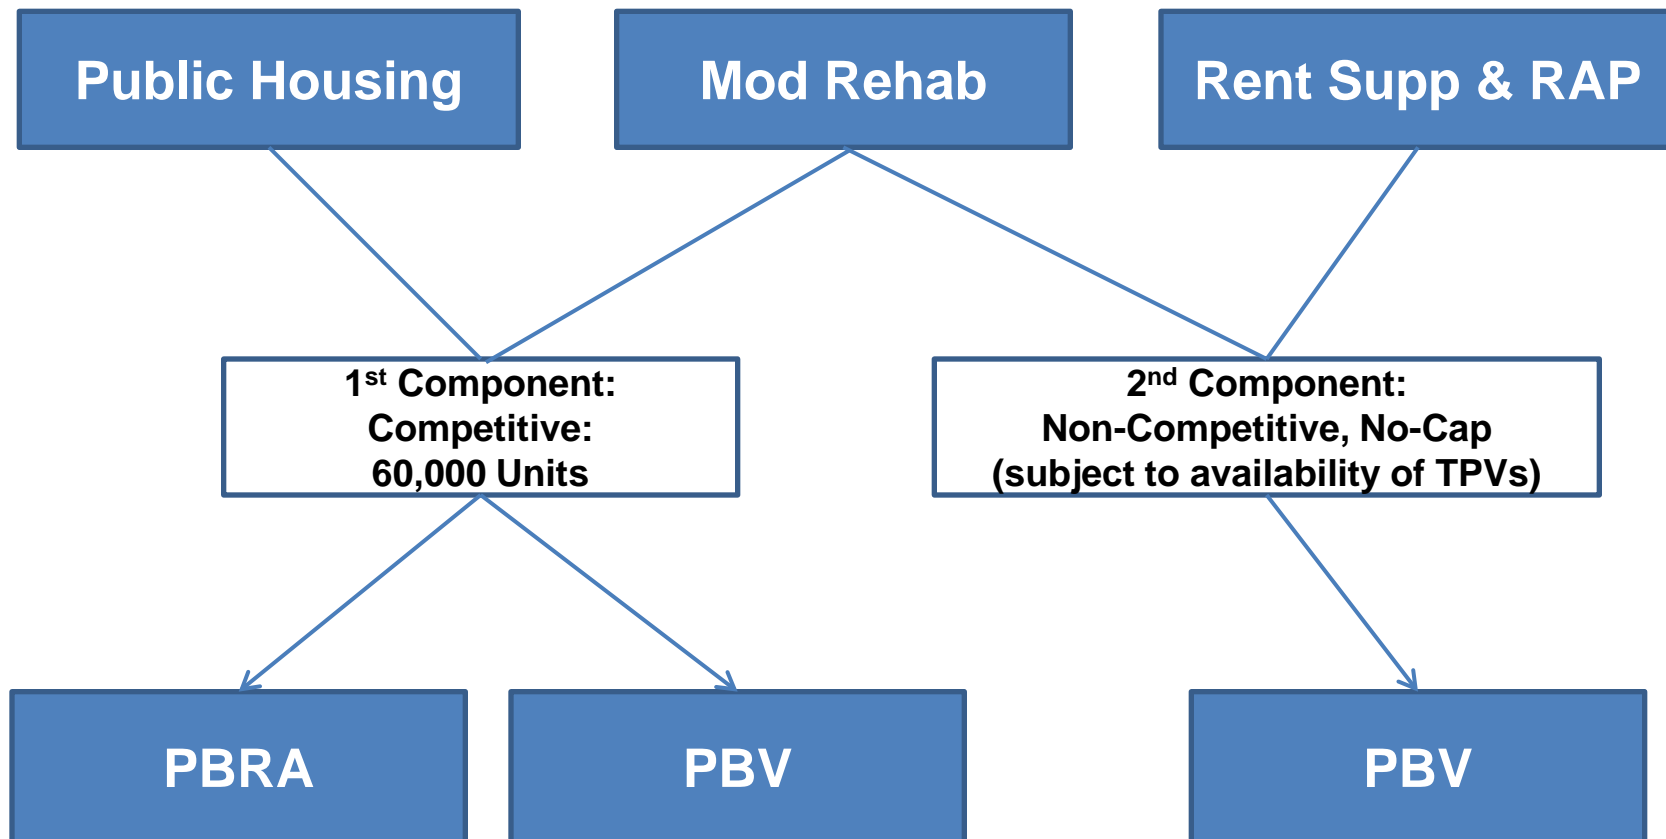 Public Housing
Mod Rehab
Rent Supp & RAP
1st Component:
Competitive:
60,000 Units
2nd Component:
Non-Competitive, No-Cap
(subject to availability of TPVs)
PBRA
PBV
PBV